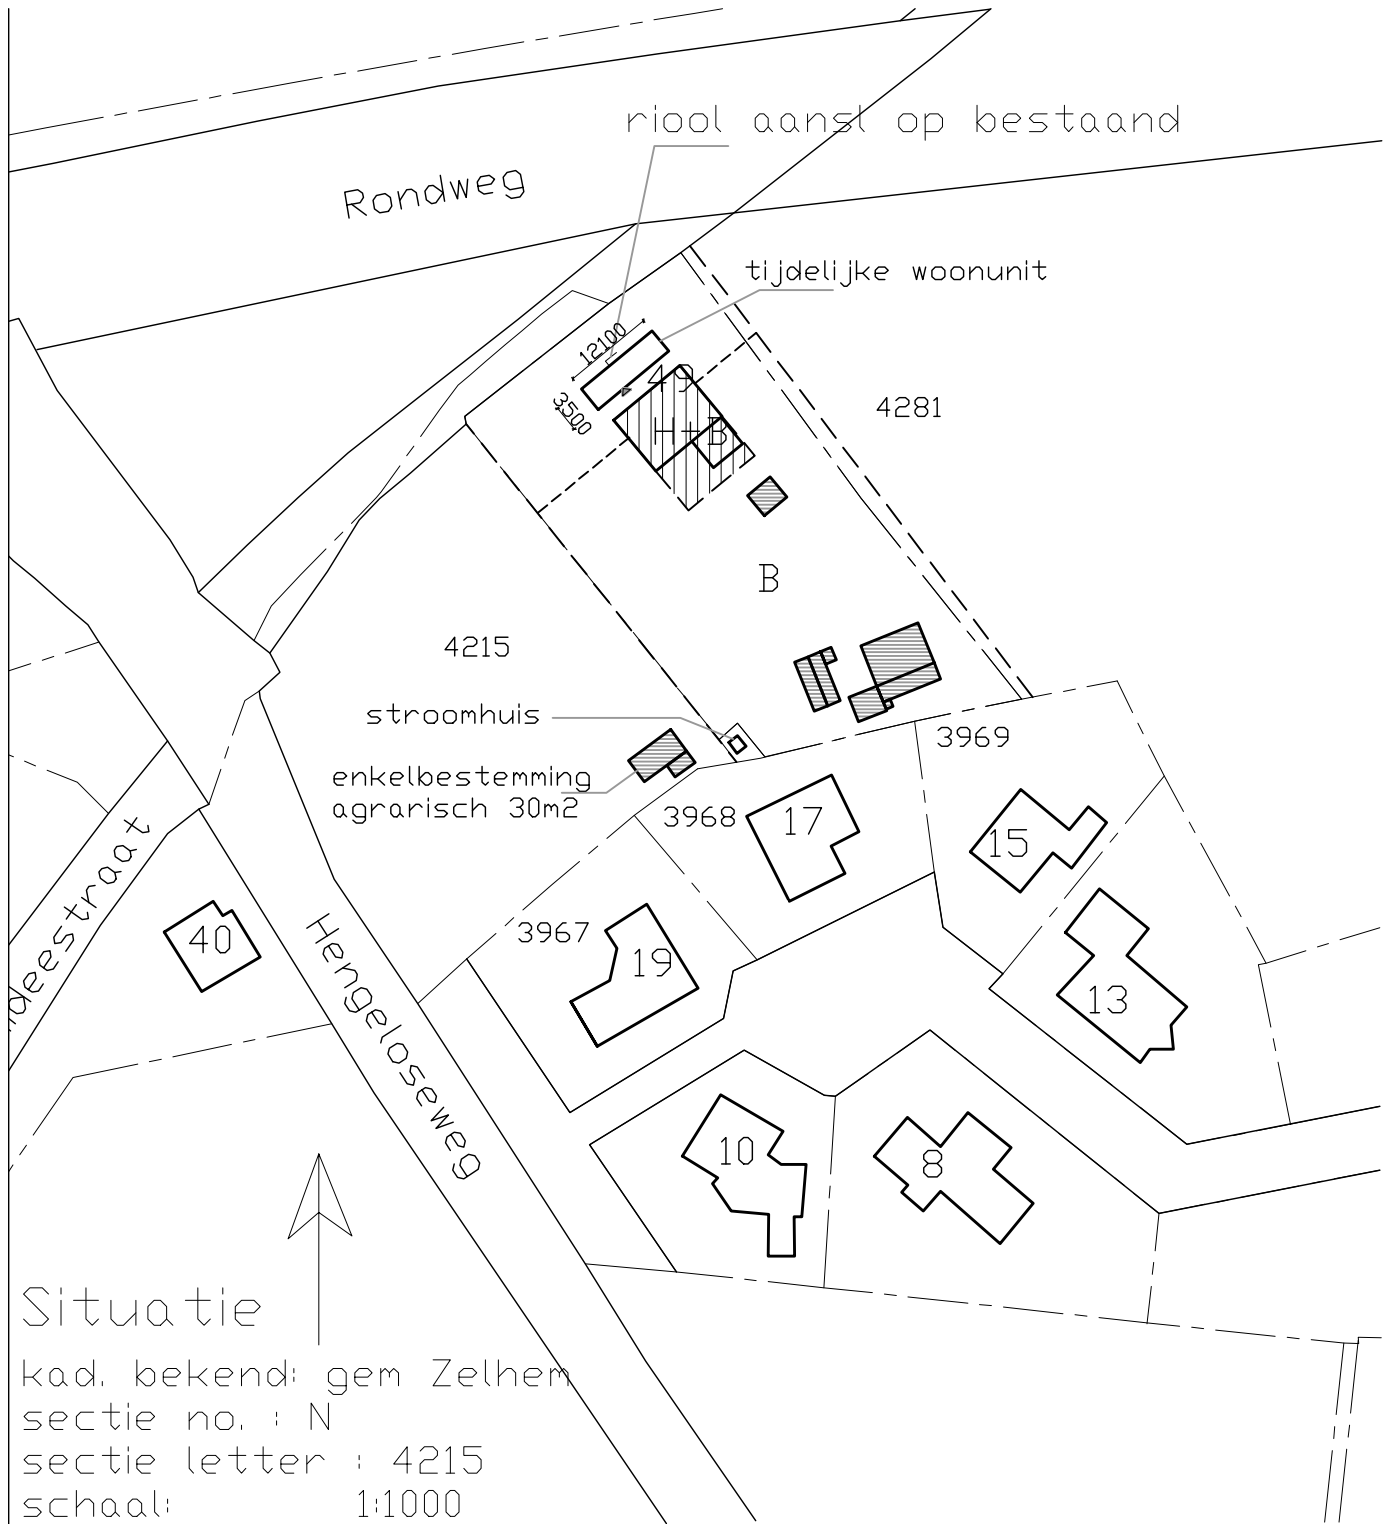 riool aansl op bestaand
Rondweg
tijdelijke woonunit
12100
3500
49
H+B
4281
B
4215
stroomhuis
enkelbestemming
agrarisch 30m2
3969
3968
17
15
3967
19
13
40
deestraat
Hengeloseweg
10
8
Situatie
kad. bekend: gem Zelhem
sectie no. : N
sectie letter : 4215
schaal: 1:1000